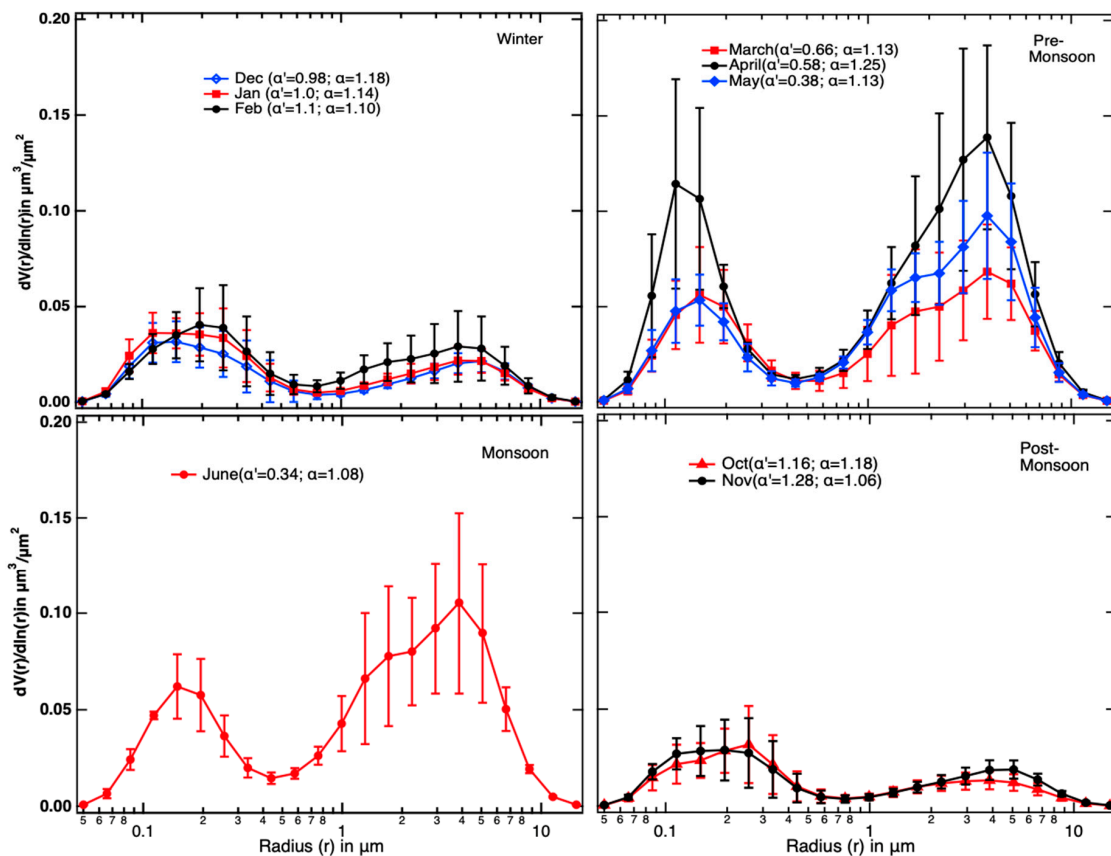 Winter
Dec (α'=0.98; α=1.18)
Jan (α'=1.0; α=1.14)
Feb (α'=1.1; α=1.10)
0.20
0.15
0.10
0.05
0.00
dV(r)/dln(r)in μm³/μm²
Pre-
Monsoon
March(α'=0.66; α=1.13)
April(α'=0.58; α=1.25)
May(α'=0.38; α=1.13)
Monsoon
June(α'=0.34; α=1.08)
0.20
0.15
0.10
0.05
0.00
dV(r)/dln(r)in μm³/μm²
5 6 7 8 0.1 2 3 4 5 6 7 8 1 2 3 4 5 6 7 8 10
Radius (r) in μm
Post-
Monsoon
Oct(α'=1.16; α=1.18)
Nov(α'=1.28; α=1.06)
5 6 7 8 0.1 2 3 4 5 6 7 8 1 2 3 4 5 6 7 8 10
Radius (r) in μm